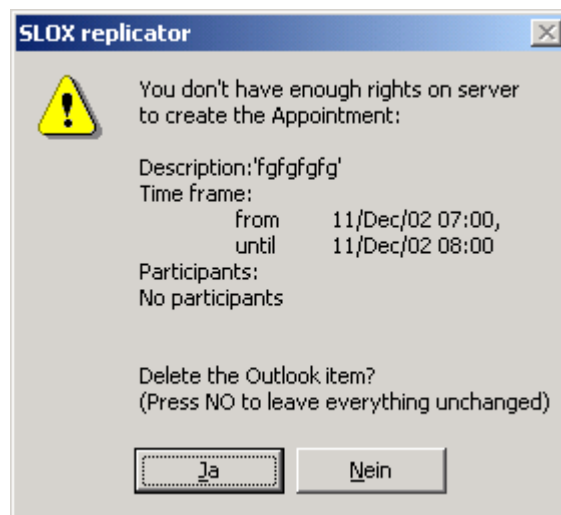 SLOX replicator
You don't have enough rights on server
to create the Appointment:
Description:'fgfgfgfg'
Time frame:
from 11/Dec/02 07:00,
until 11/Dec/02 08:00
Participants:
No participants
Delete the Outlook item?
(Press NO to leave everything unchanged)
Ja
Nein